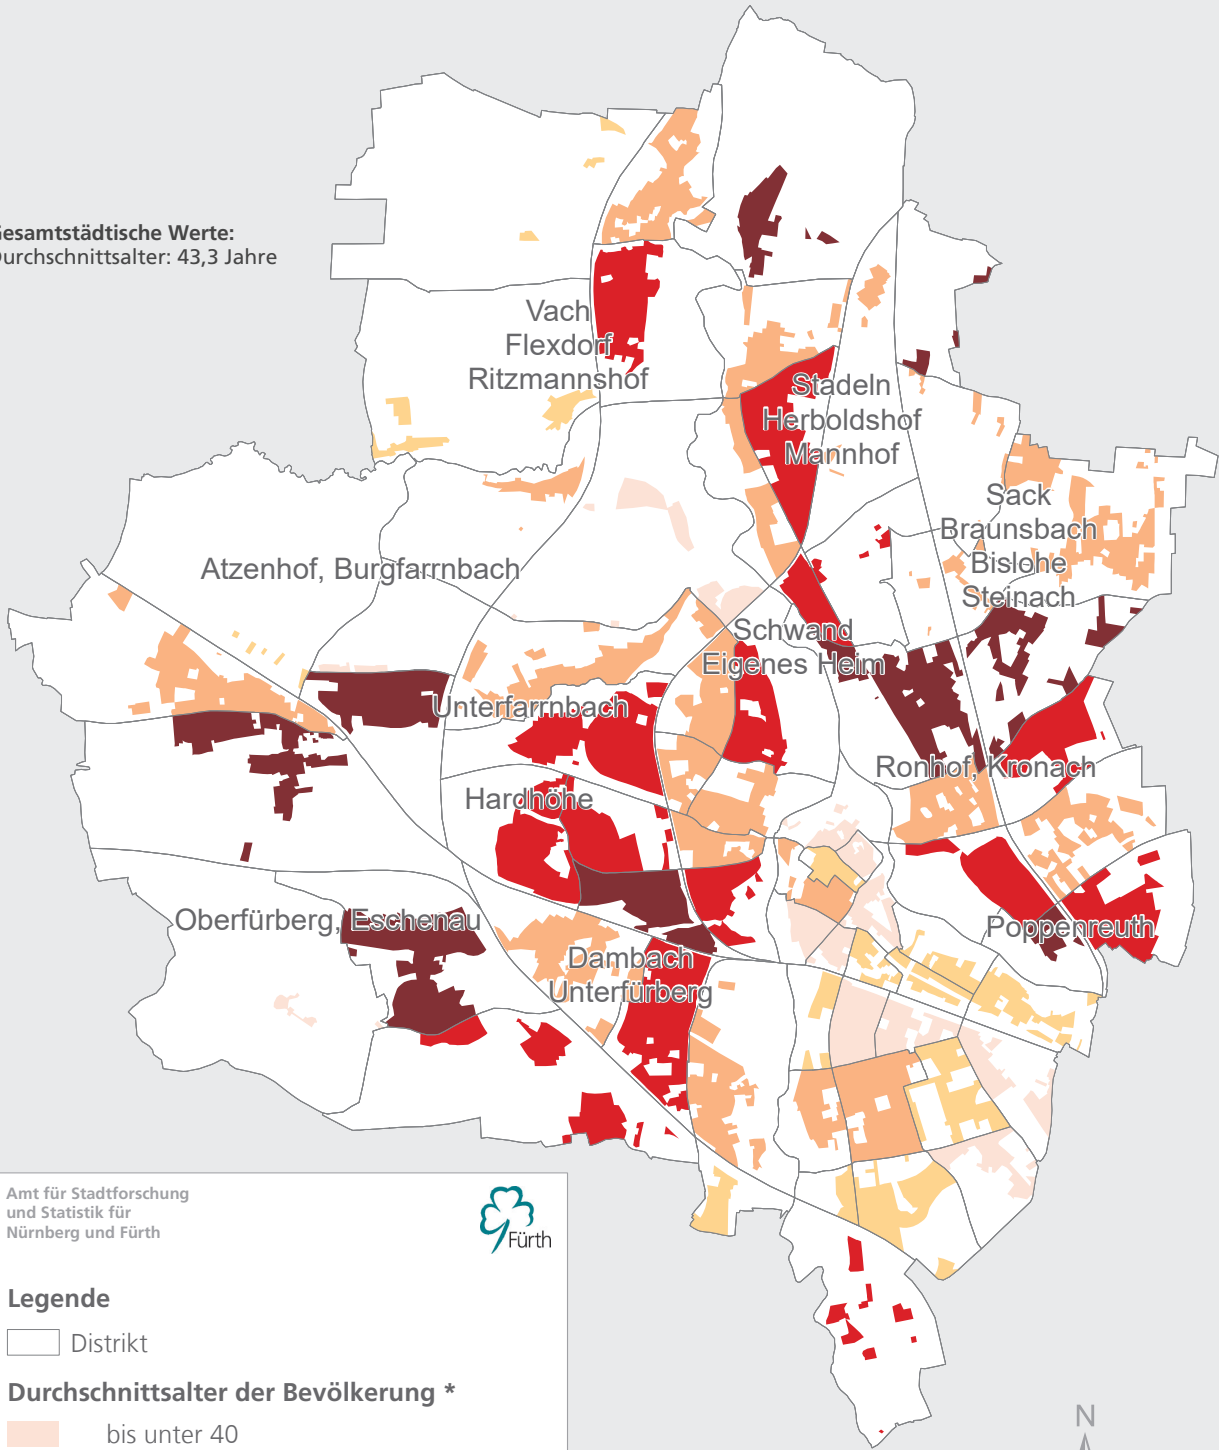 Gesamtstädtische Werte:
Durchschnittsalter: 43,3 Jahre
Vach
Flexdorf
Ritzmannshof
Stadeln
Herboldshof
Mannhof
Sack
Braunsbach
Bislohe
Steinach
Atzenhof, Burgfarrnbach
Schwand
Eigenes Heim
Unterfarrnbach
Ronhof, Kronach
Hardhöhe
Oberfürberg, Eschenau
Poppenreuth
Dambach
Unterfürberg
Amt für Stadtforschung
und Statistik für
Nürnberg und Fürth
Fürth
Legende
Distrikt
Durchschnittsalter der Bevölkerung *
bis unter 40
N